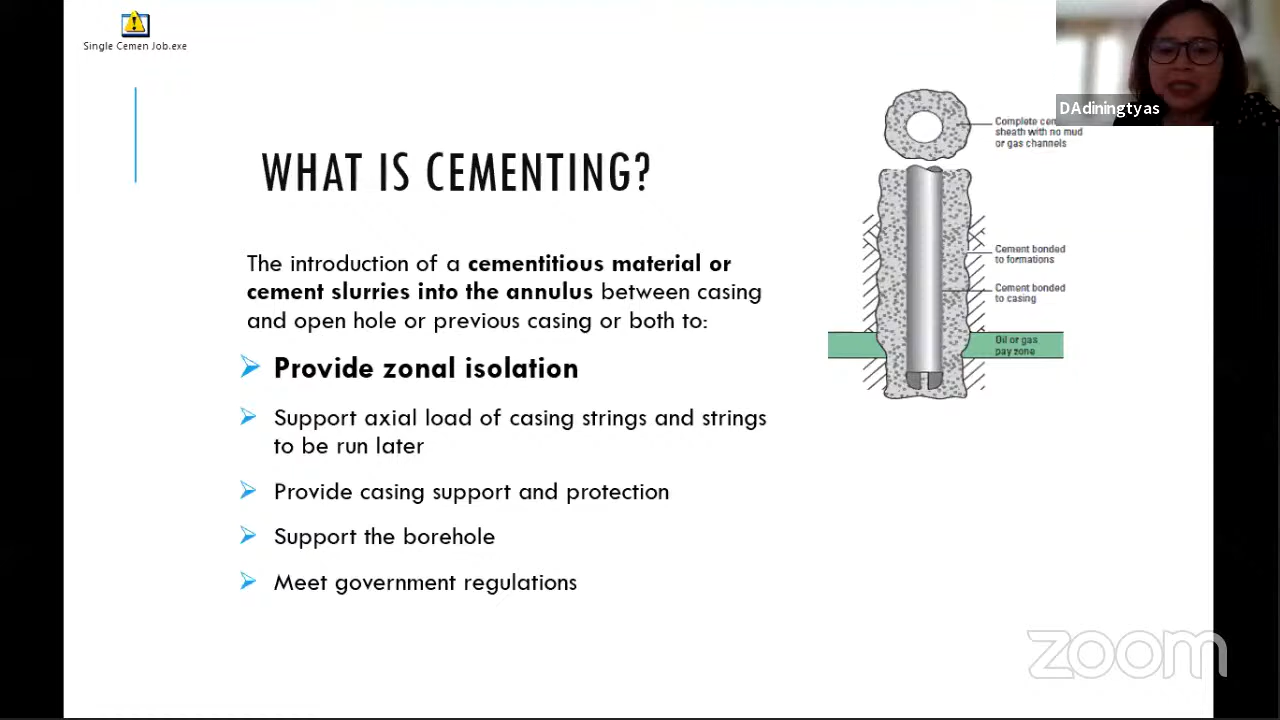 Single Cemen Job.exe
DAdiningtyas
WHAT IS CEMENTING?
The introduction of a cementitious material or
cement slurries into the annulus between casing
and open hole or previous casing or both to:
Provide zonal isolation
Support axial load of casing strings and strings
to be run later
Provide casing support and protection
Support the borehole
Meet government regulations
Complete
sheath with no mud
or gas channels
Cement bonded
to formations
Cement bonded
to casing
Oil or gas
pay zone
zoom